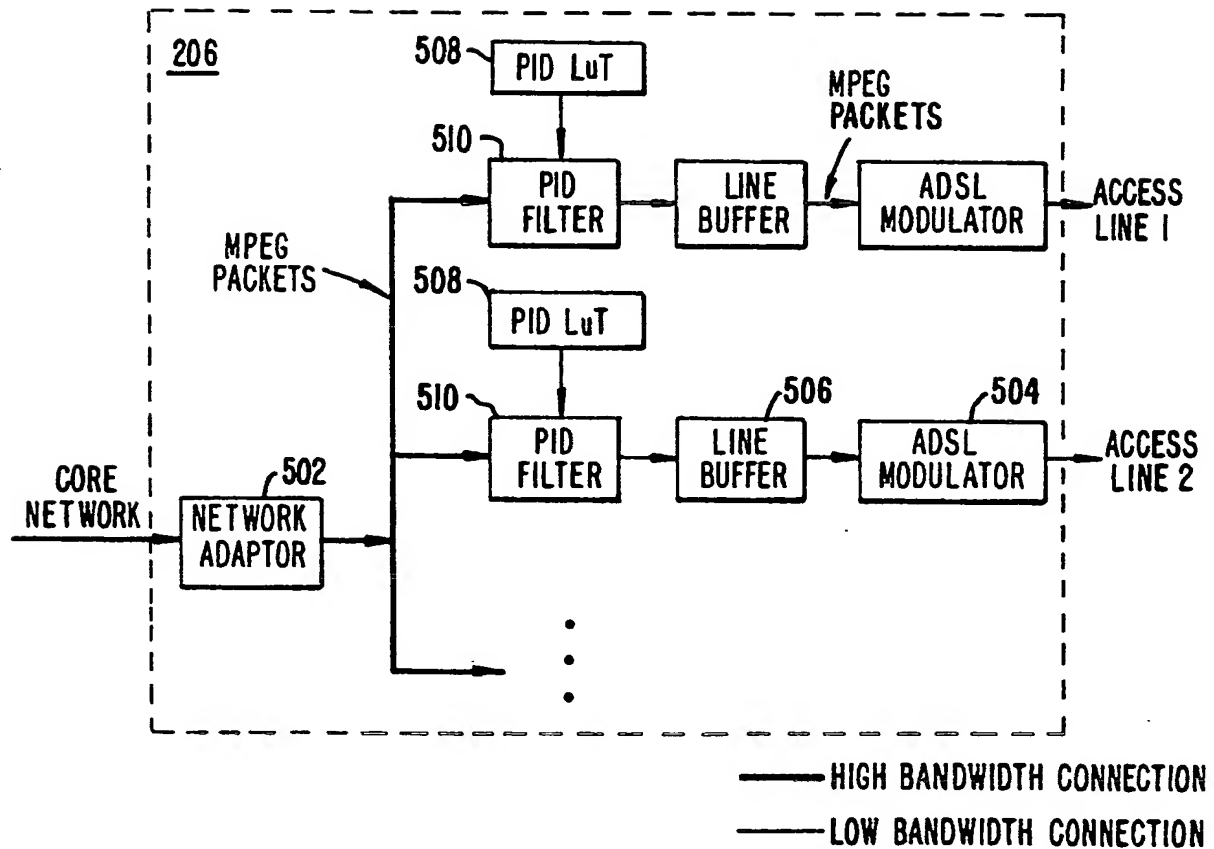 206
508
PID LuT
MPEG
PACKETS
510
PID
FILTER
LINE
BUFFER
ADSL
MODULATOR
ACCESS
LINE 1
MPEG
PACKETS
508
PID LuT
510
PID
FILTER
506
LINE
BUFFER
504
ADSL
MODULATOR
ACCESS
LINE 2
CORE
NETWORK
502
NETWORK
ADAPTOR
HIGH BANDWIDTH CONNECTION
LOW BANDWIDTH CONNECTION